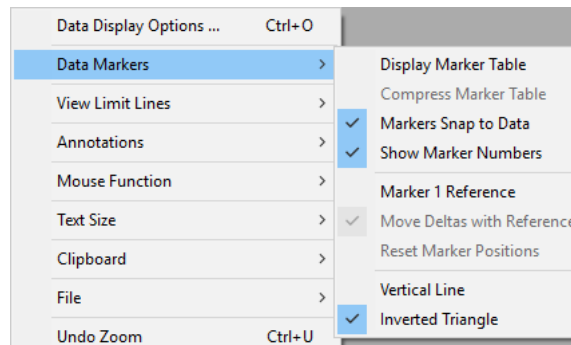 Data Display Options ... Ctrl+O
Data Markers
View Limit Lines
Annotations
Mouse Function
Text Size
Clipboard
File
Undo Zoom Ctrl+U
Display Marker Table
Compress Marker Table
Markers Snap to Data
Show Marker Numbers
Marker 1 Reference
Move Deltas with Reference
Reset Marker Positions
Vertical Line
Inverted Triangle